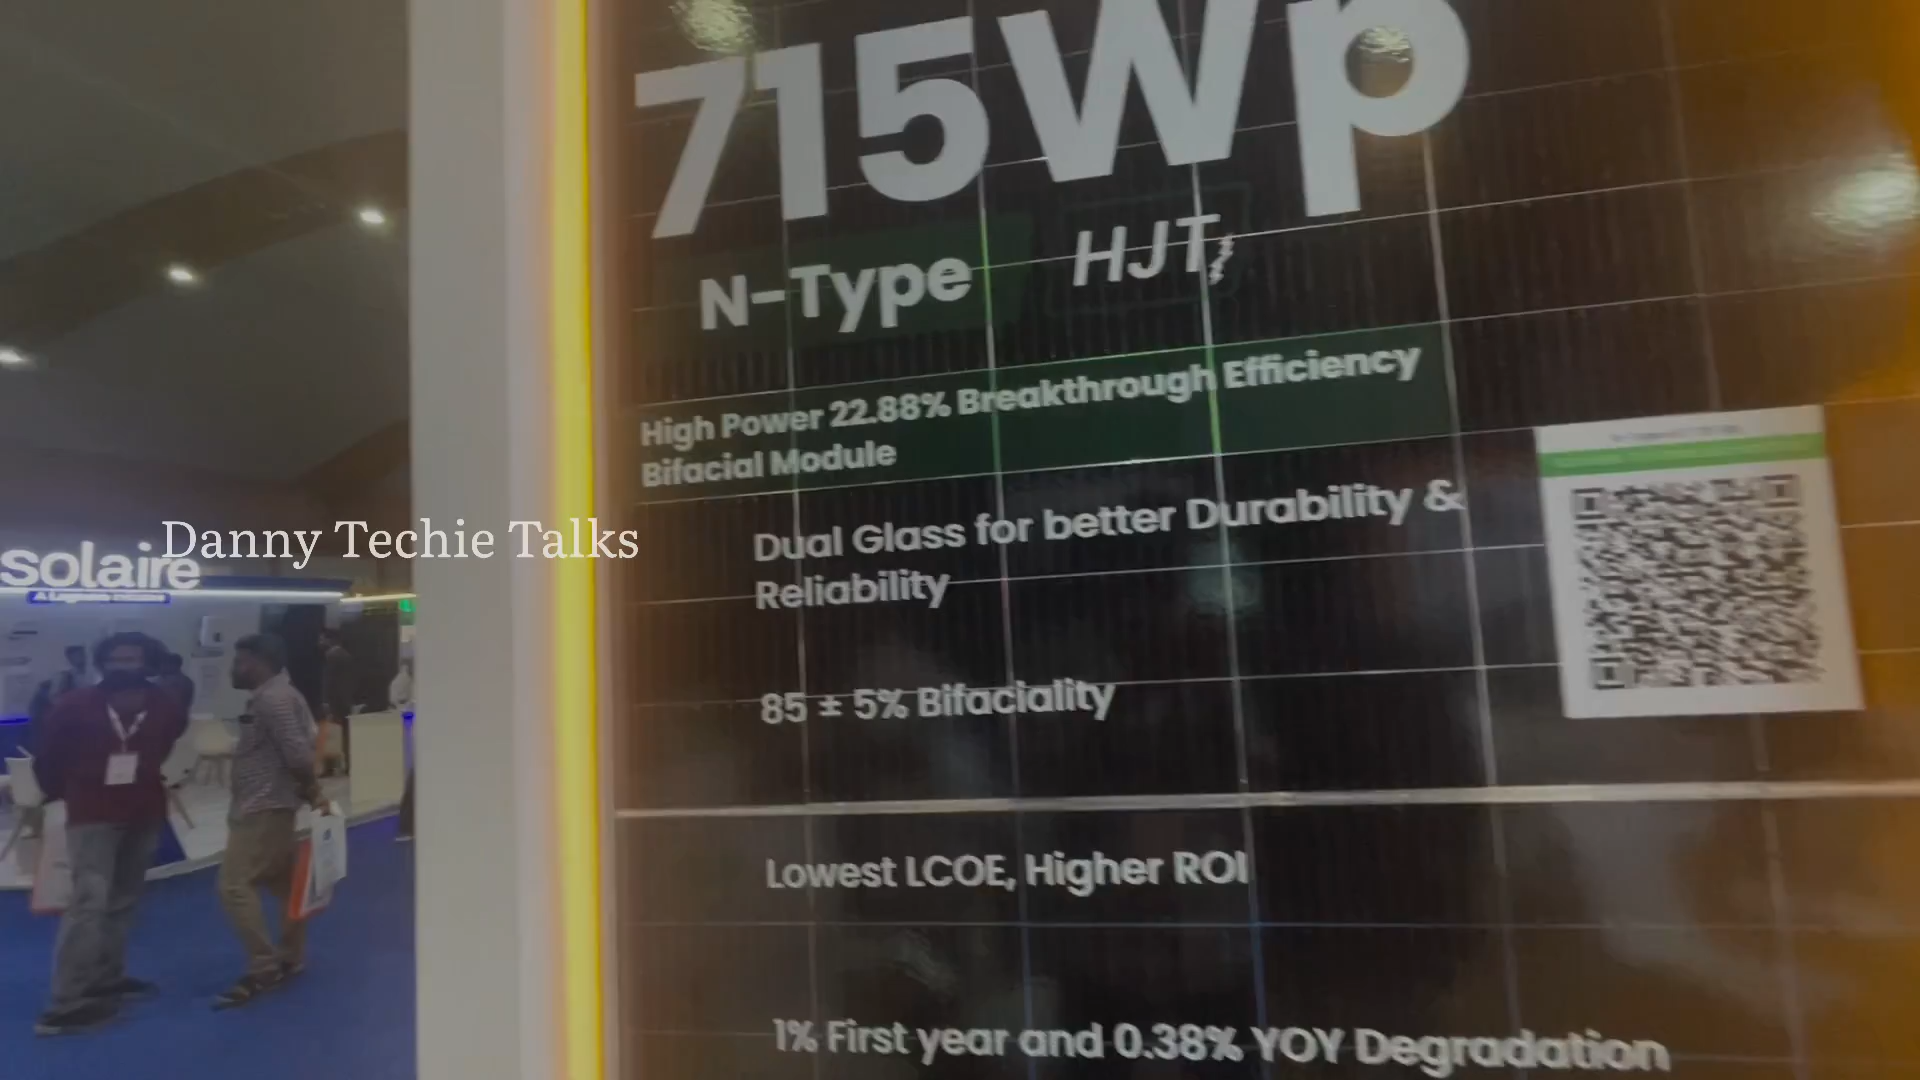 715Wp
N-Type
HJT
High Power 22.88% Breakthrough Efficiency
Bifacial Module
Dual Glass for better Durability &
Reliability
85 ± 5% Bifaciality
Lowest LCOE, Higher ROI
1% First year and 0.38% YOY Degradation
solaire
Danny Techie Talks